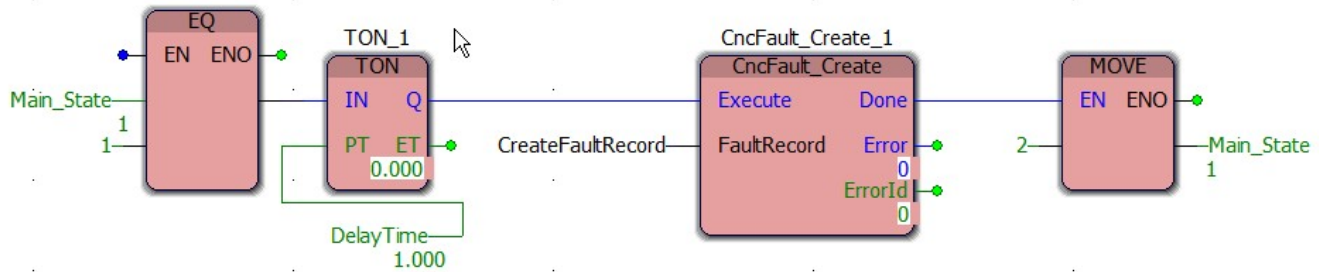 EQ
EN ENO
Main_State
1
1
TON_1
TON
IN Q
PT ET
0.000
DelayTime
1.000
CncFault_Create_1
CncFault_Create
Execute Done
CreateFaultRecord FaultRecord Error
0
ErrorId
0
MOVE
EN ENO
2 Main_State
1